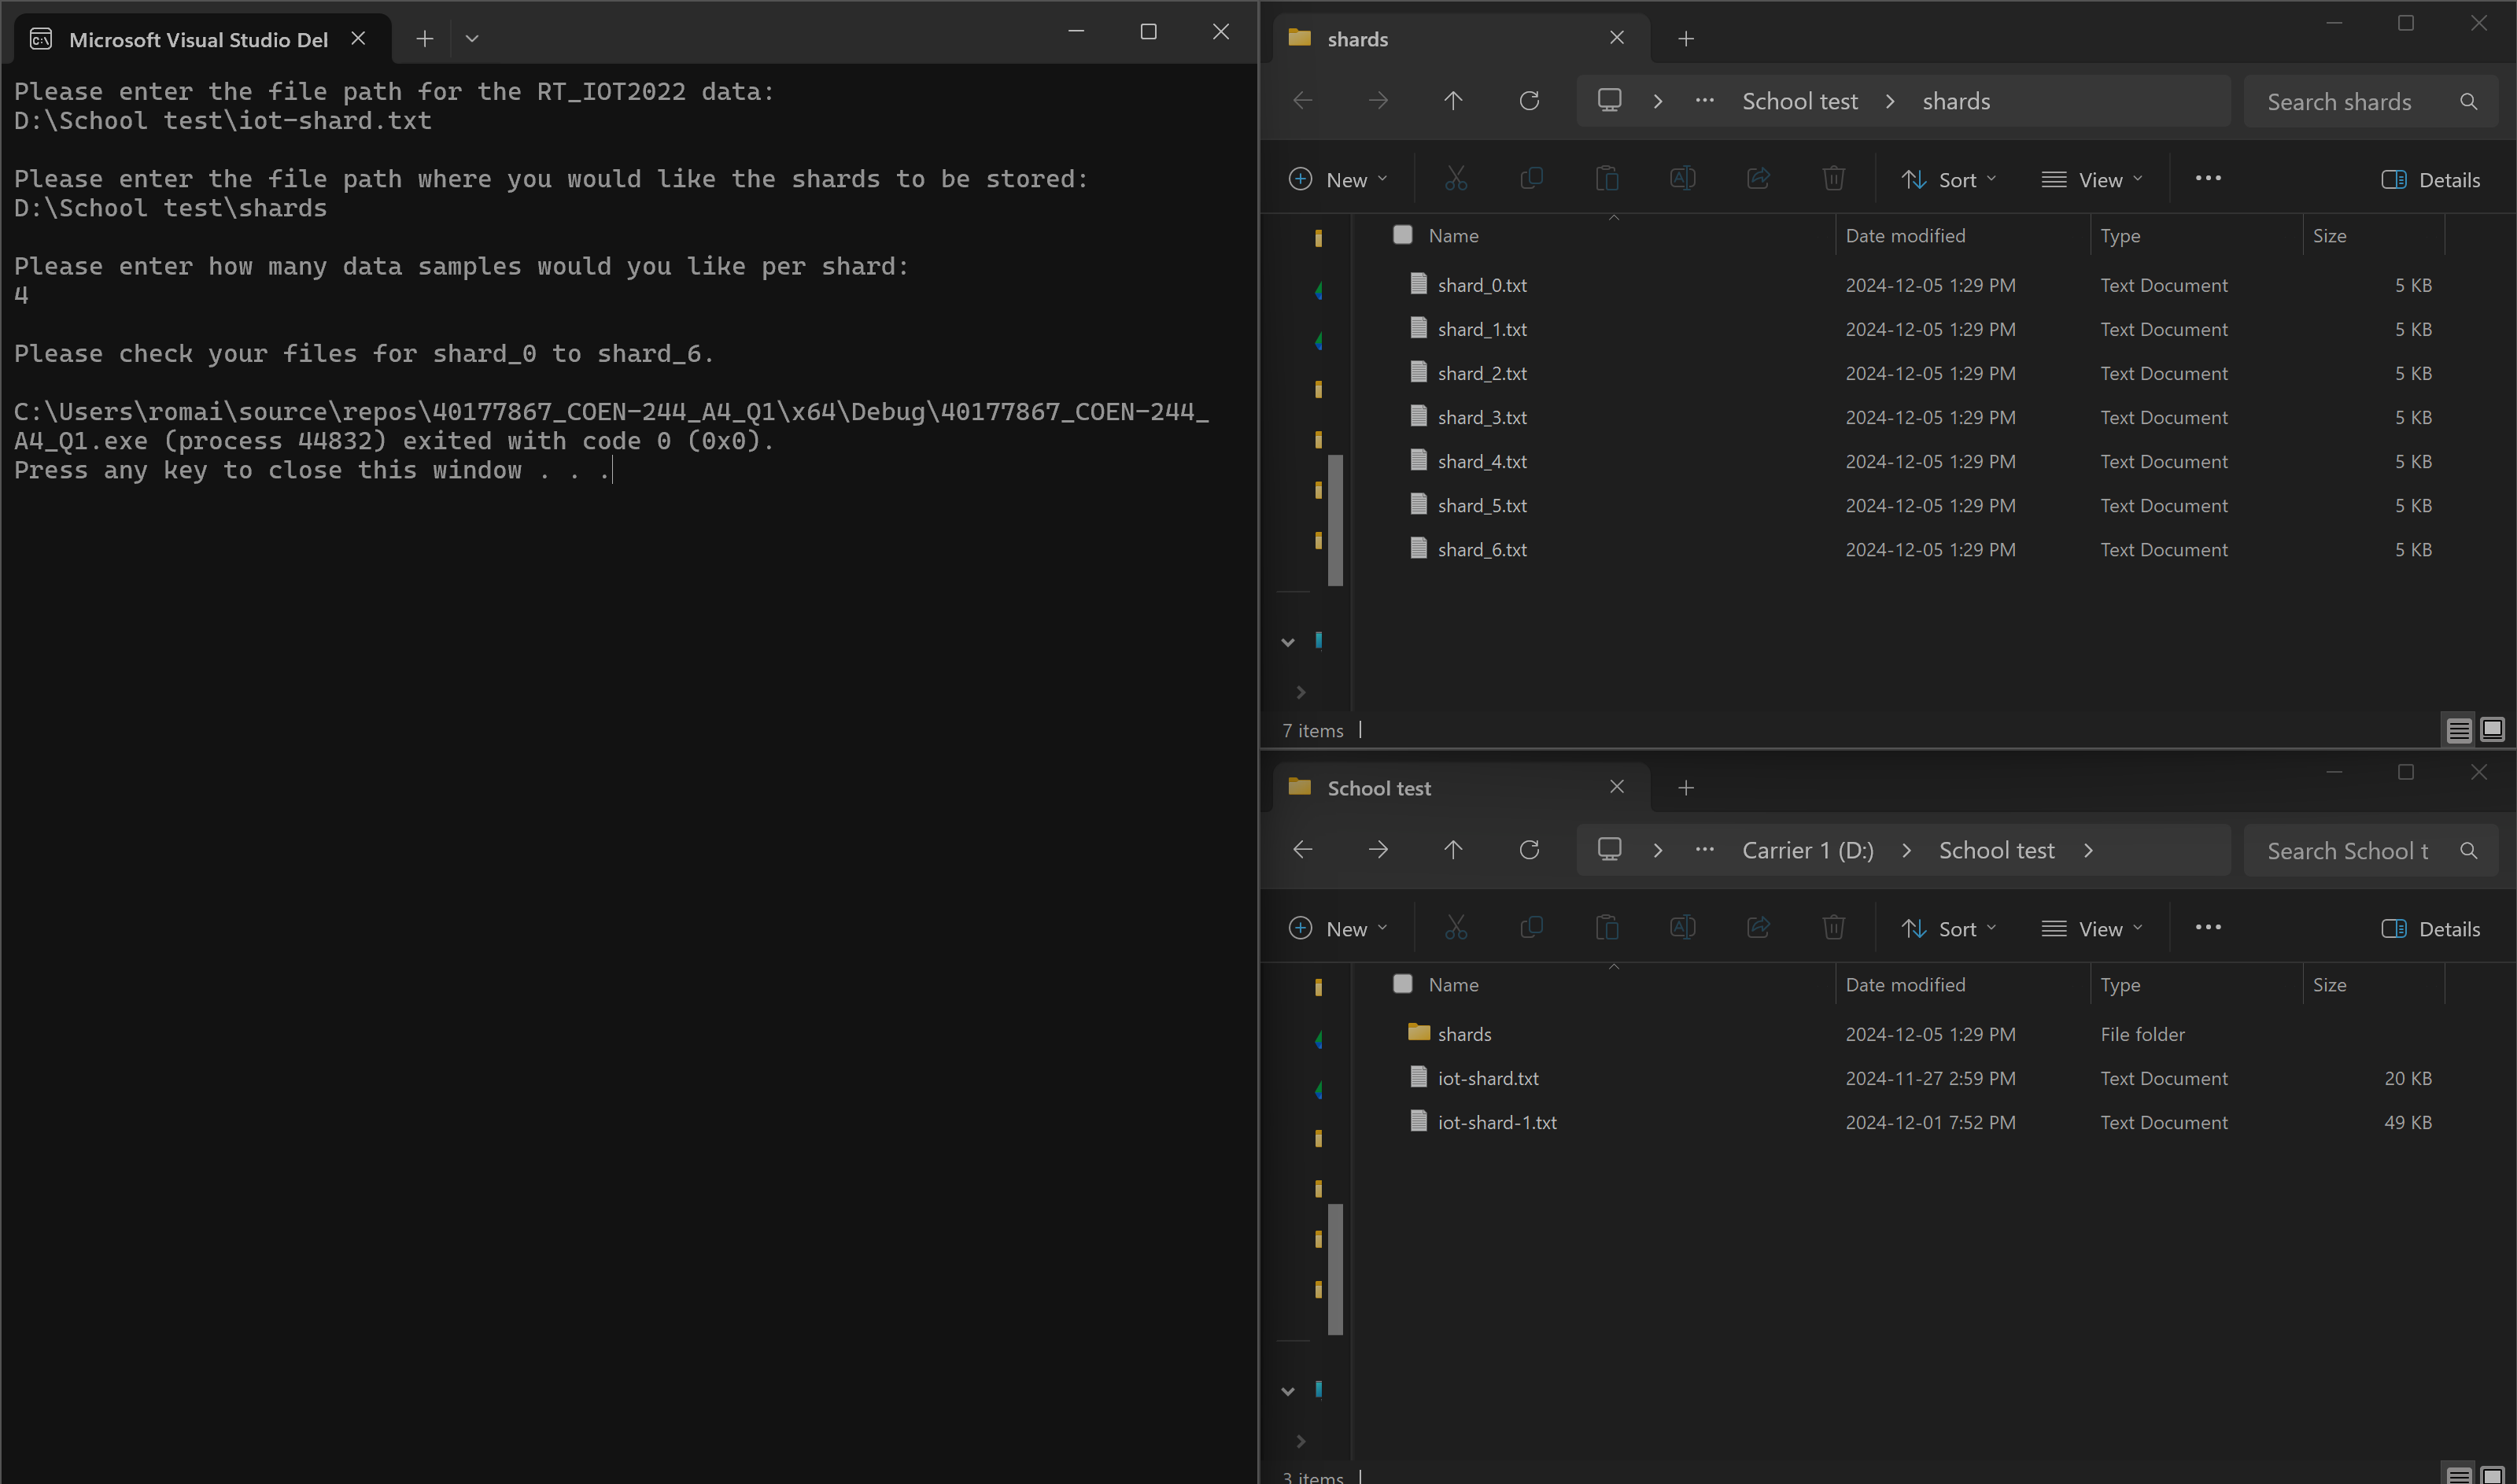 Microsoft Visual Studio Del
Please enter the file path for the RT_IOT2022 data:
D:\School test\iot-shard.txt
Please enter the file path where you would like the shards to be stored:
D:\School test\shards
Please enter how many data samples would you like per shard:
4
Please check your files for shard_0 to shard_6.
C:\Users\romai\source\repos\40177867_COEN-244_A4_Q1\x64\Debug\40177867_COEN-244_
A4_Q1.exe (process 44832) exited with code 0 (0x0).
Press any key to close this window . . .
shards
School test shards Search shards
New Sort View Details
Name Date modified Type Size
shard_0.txt 2024-12-05 1:29 PM Text Document 5 KB
shard_1.txt 2024-12-05 1:29 PM Text Document 5 KB
shard_2.txt 2024-12-05 1:29 PM Text Document 5 KB
shard_3.txt 2024-12-05 1:29 PM Text Document 5 KB
shard_4.txt 2024-12-05 1:29 PM Text Document 5 KB
shard_5.txt 2024-12-05 1:29 PM Text Document 5 KB
shard_6.txt 2024-12-05 1:29 PM Text Document 5 KB
7 items
School test
Carrier 1 (D:) School test Search School t
New Sort View Details
Name Date modified Type Size
shards 2024-12-05 1:29 PM File folder
iot-shard.txt 2024-11-27 2:59 PM Text Document 20 KB
iot-shard-1.txt 2024-12-01 7:52 PM Text Document 49 KB
3 items